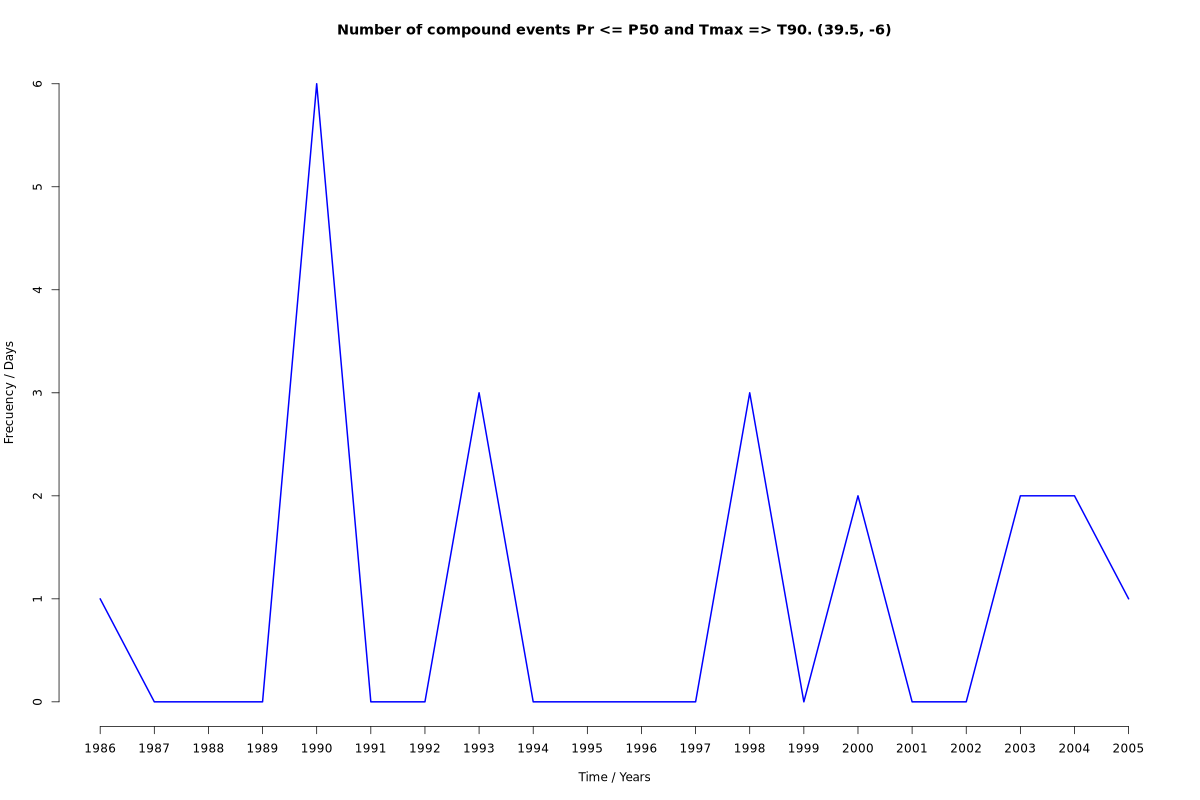 Number of compound events Pr <= P50 and Tmax => T90. (39.5, -6)
6
5
4
3
2
1
0
Frecuency / Days
1986 1987 1988 1989 1990 1991 1992 1993 1994 1995 1996 1997 1998 1999 2000 2001 2002 2003 2004 2005
Time / Years